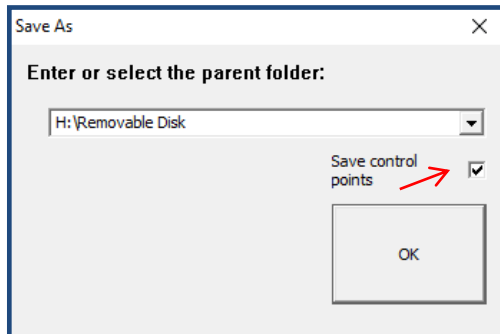 Save As
Enter or select the parent folder:
H:\Removable Disk
Save control
points
OK